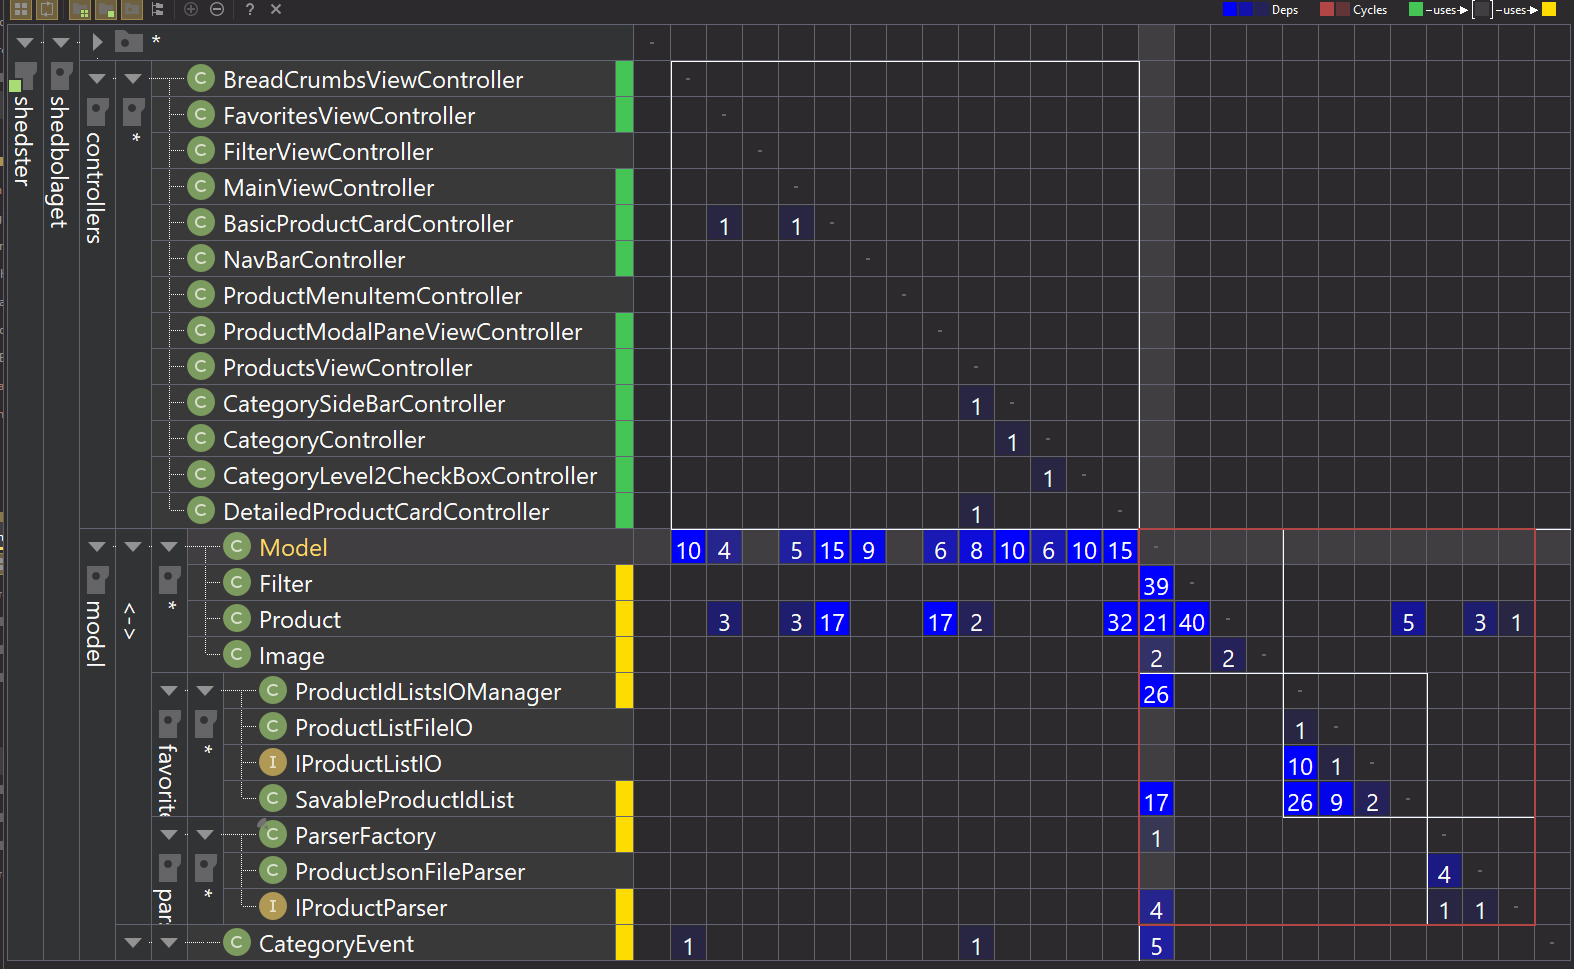 ? ✕ Deps Cycles –uses▸ –uses▸
shedster
shedbolaget
*
-
controllers
*
BreadCrumbsViewController -
FavoritesViewController -
FilterViewController -
MainViewController -
BasicProductCardController 1 1 -
NavBarController -
ProductMenuItemController -
ProductModalPaneViewController -
ProductsViewController -
CategorySideBarController 1 -
CategoryController 1 -
CategoryLevel2CheckBoxController 1 -
DetailedProductCardController 1 -
model
<->
*
Model 10 4 5 15 9 6 8 10 6 10 15 -
Filter 39 -
Product 3 3 17 17 2 32 21 40 - 5 3 1
Image 2 2 -
favorite
*
ProductIdListsIOManager 26 -
ProductListFileIO 1 -
IProductListIO 10 1 -
SavableProductIdList 17 26 9 2 -
par
*
ParserFactory 1 -
ProductJsonFileParser 4 -
IProductParser 4 1 1 -
CategoryEvent 1 1 5 -